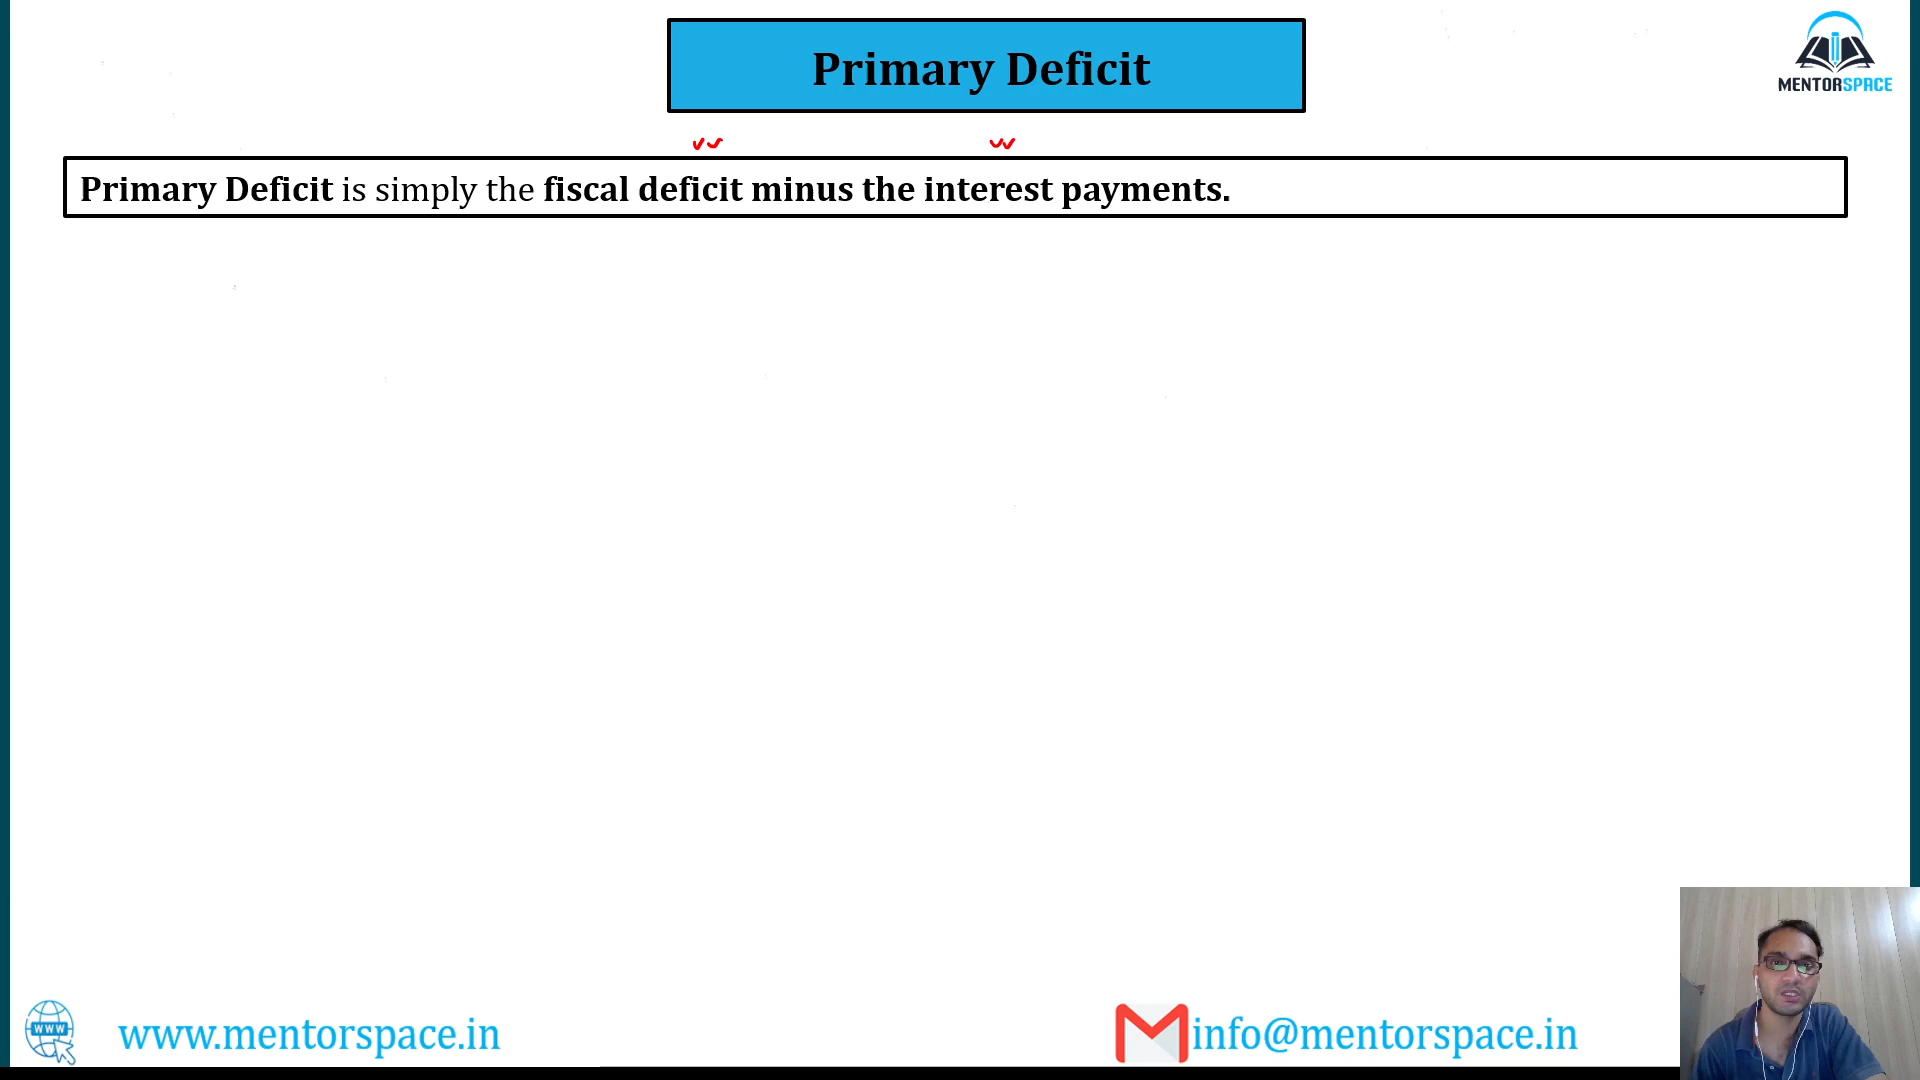 Primary Deficit
MENTORSPACE
Primary Deficit is simply the fiscal deficit minus the interest payments.
WWW
www.mentorspace.in
info@mentorspace.in